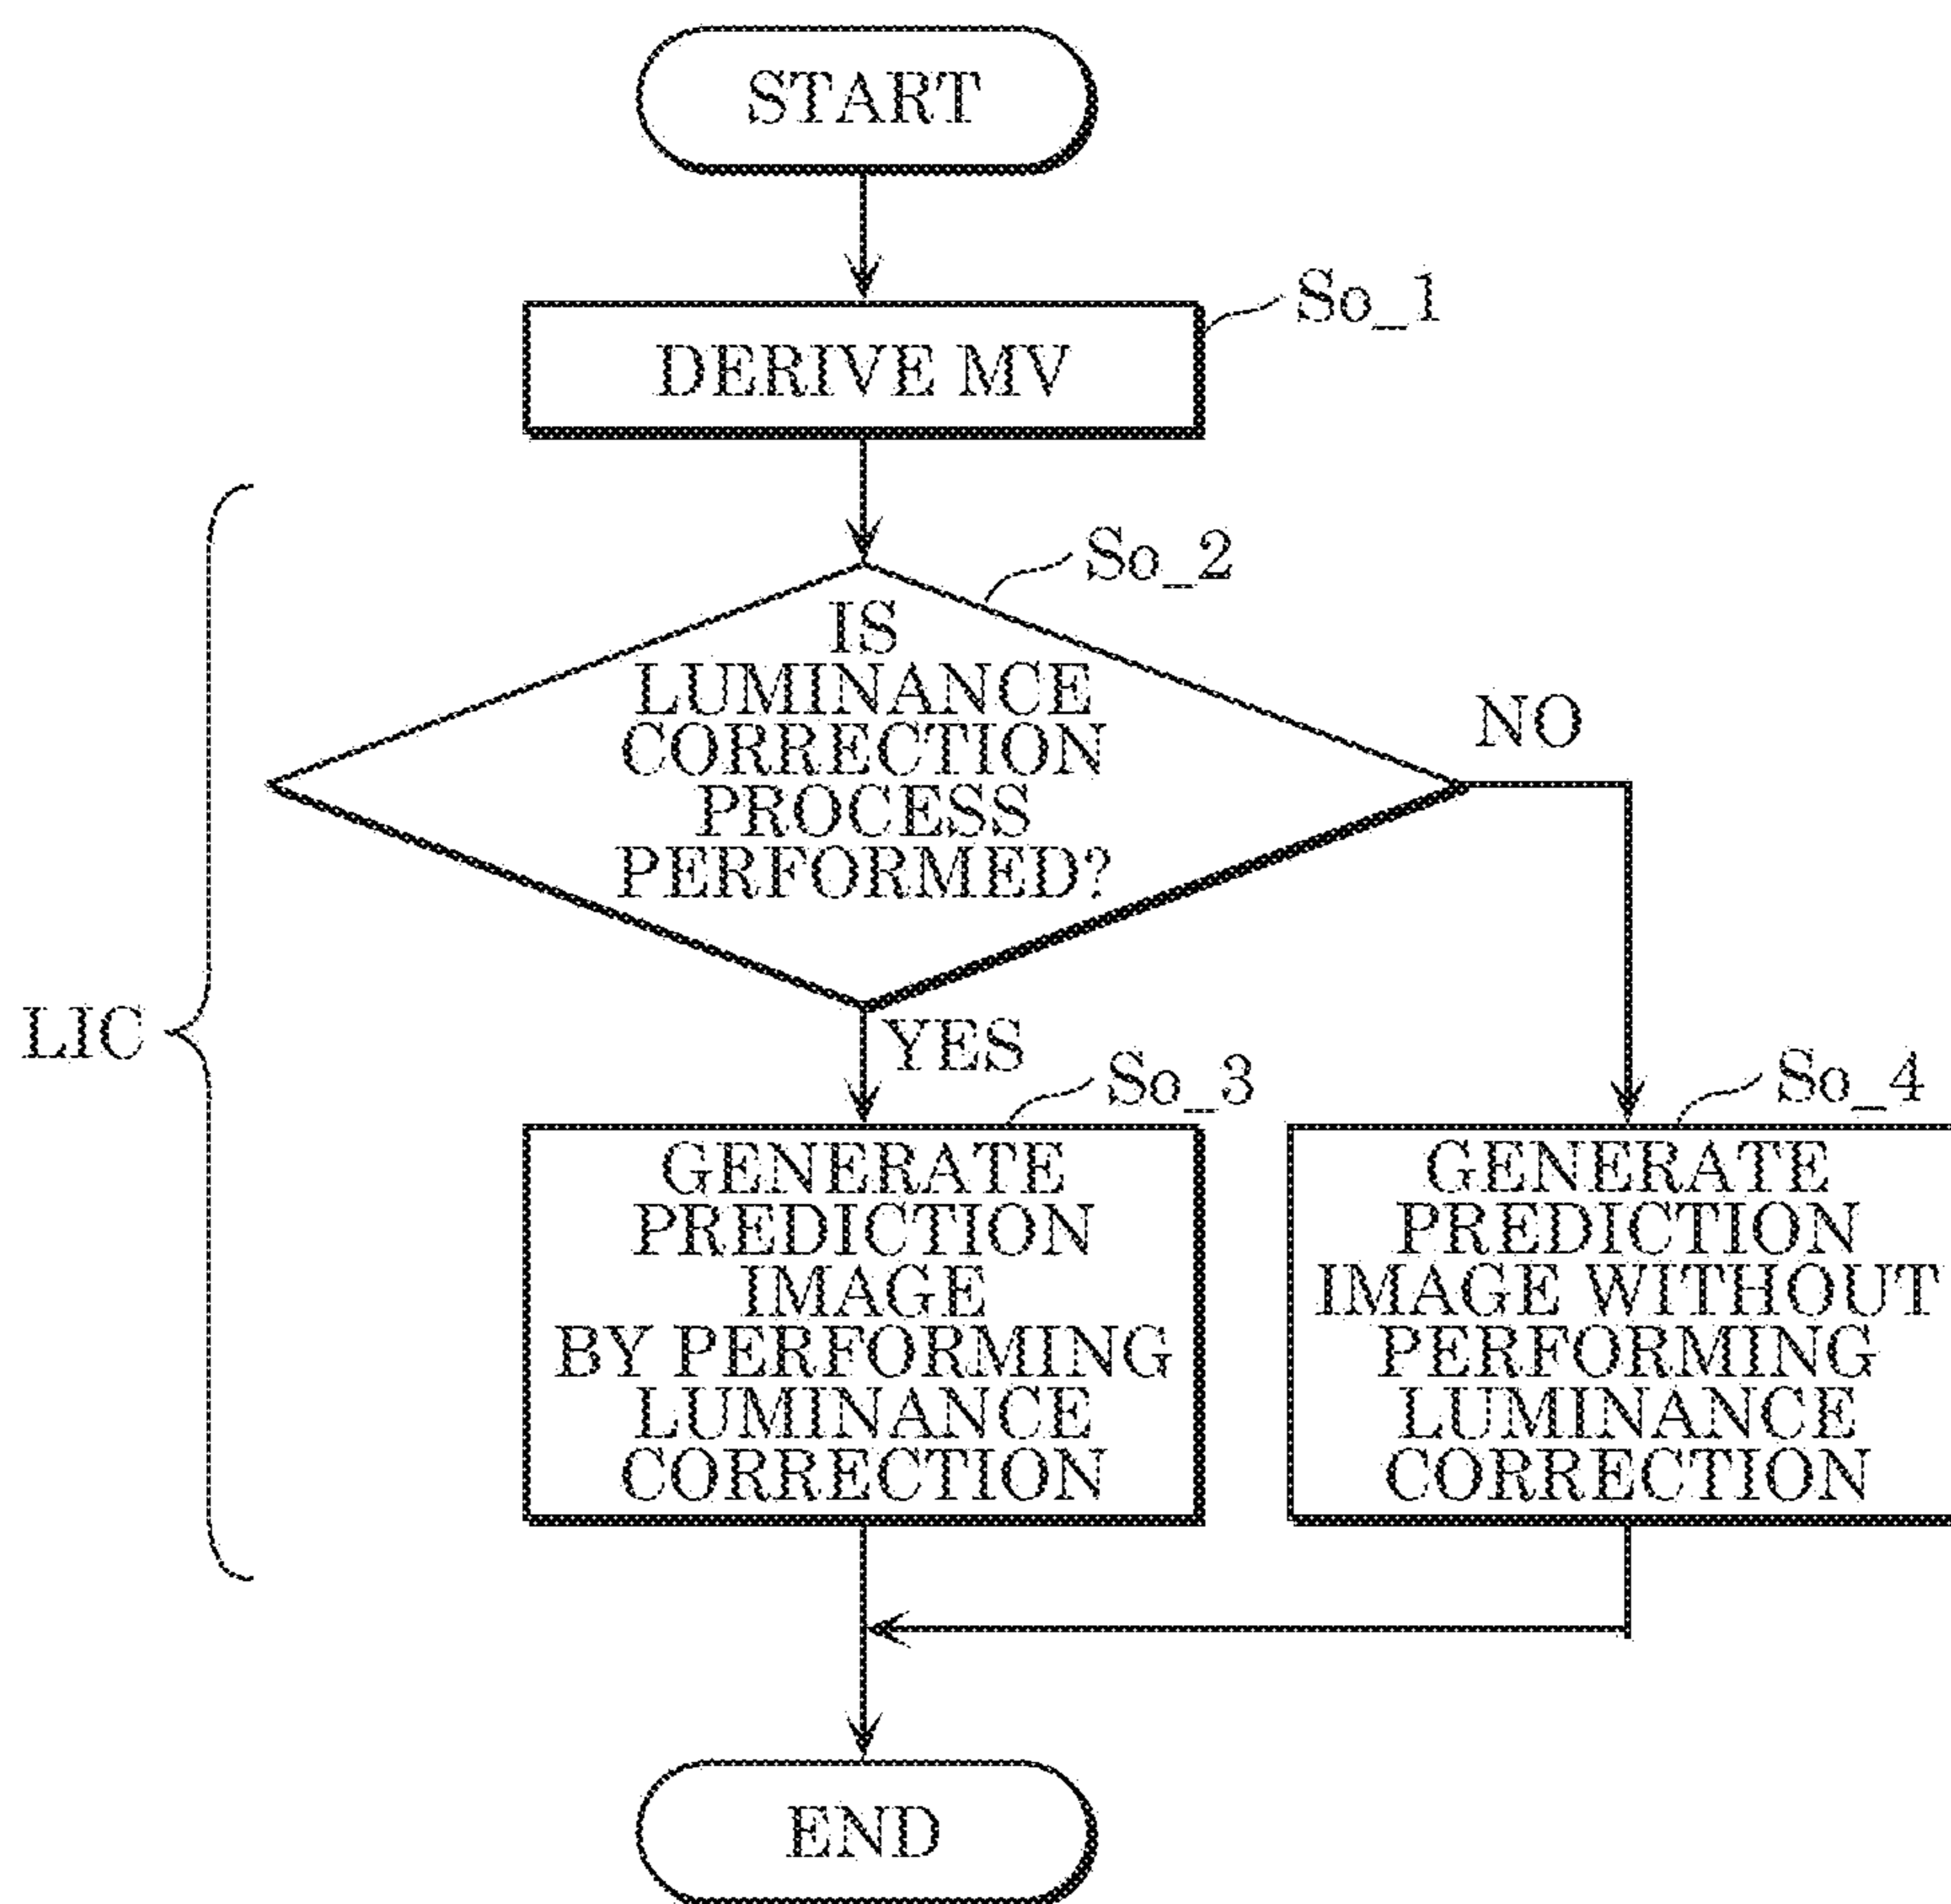 START
So_1
DERIVE MV
So_2
IS
LUMINANCE
CORRECTION
PROCESS
PERFORMED?
NO
LIC
YES
So_3
GENERATE
PREDICTION
IMAGE
BY PERFORMING
LUMINANCE
CORRECTION
So_4
GENERATE
PREDICTION
IMAGE WITHOUT
PERFORMING
LUMINANCE
CORRECTION
END